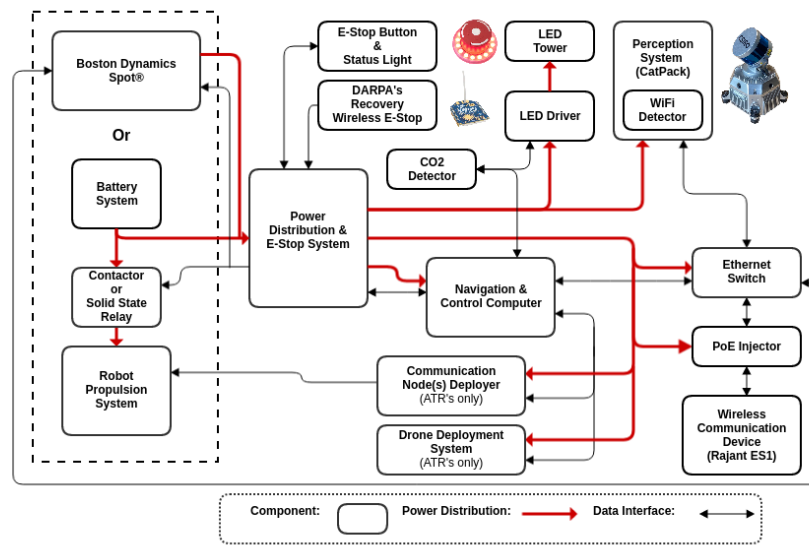 Boston Dynamics
Spot®
Or
Battery
System
Contactor
or
Solid State
Relay
Robot
Propulsion
System
E-Stop Button
&
Status Light
DARPA's
Recovery
Wireless E-Stop
CO2
Detector
Power
Distribution &
E-Stop System
LED
Tower
LED Driver
Perception
System
(CatPack)
WiFi
Detector
Navigation &
Control Computer
Ethernet
Switch
PoE Injector
Wireless
Communication
Device
(Rajant ES1)
Communication
Node(s) Deployer
(ATR's only)
Drone Deployment
System
(ATR's only)
Component:
Power Distribution:
Data Interface: